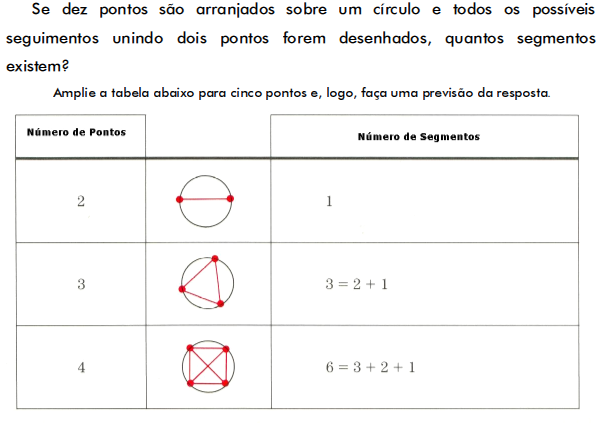 Se dez pontos são arranjados sobre um círculo e todos os possíveis
seguimentos unindo dois pontos forem desenhados, quantos segmentos
existem?
Amplie a tabela abaixo para cinco pontos e, logo, faça uma previsão da resposta.
Número de Pontos
Número de Segmentos
2
1
3
3 = 2 + 1
4
6 = 3 + 2 + 1